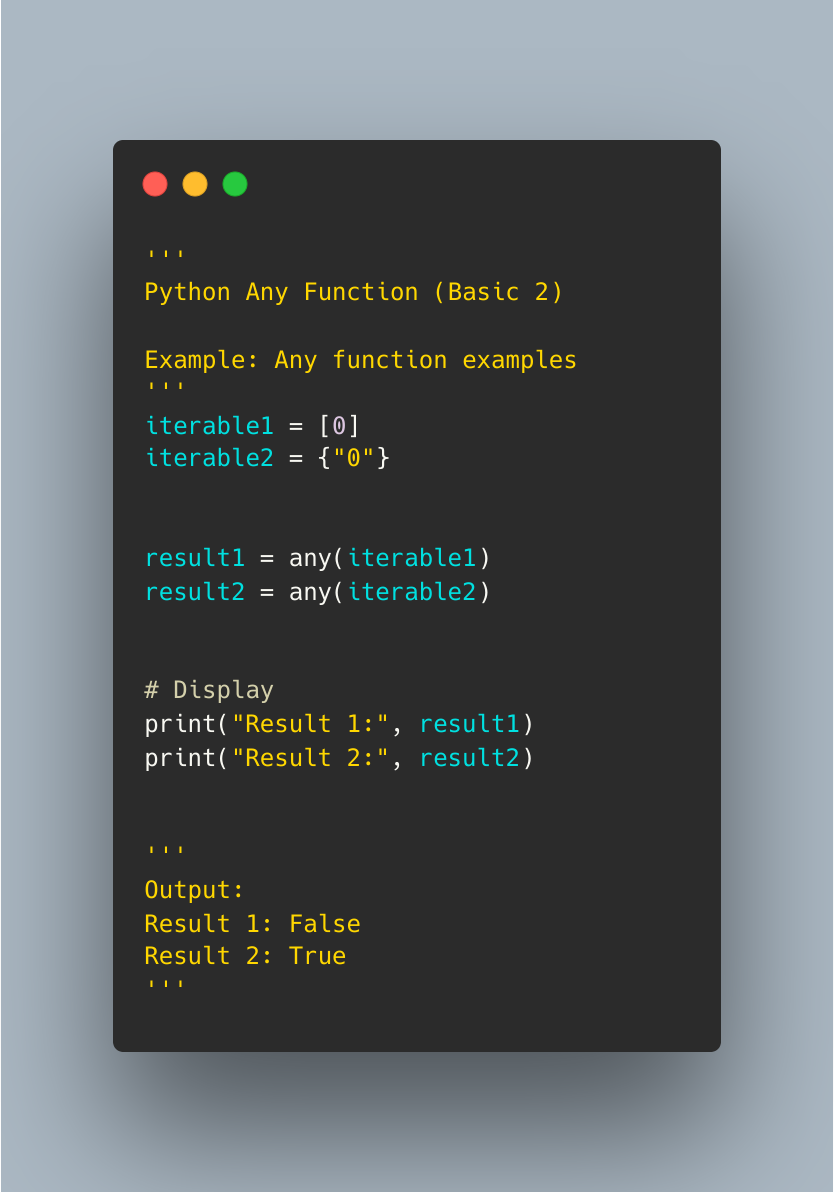 '''
Python Any Function (Basic 2)
Example: Any function examples
'''
iterable1 = [0]
iterable2 = {"0"}
result1 = any(iterable1)
result2 = any(iterable2)
# Display
print("Result 1:", result1)
print("Result 2:", result2)
'''
Output:
Result 1: False
Result 2: True
'''